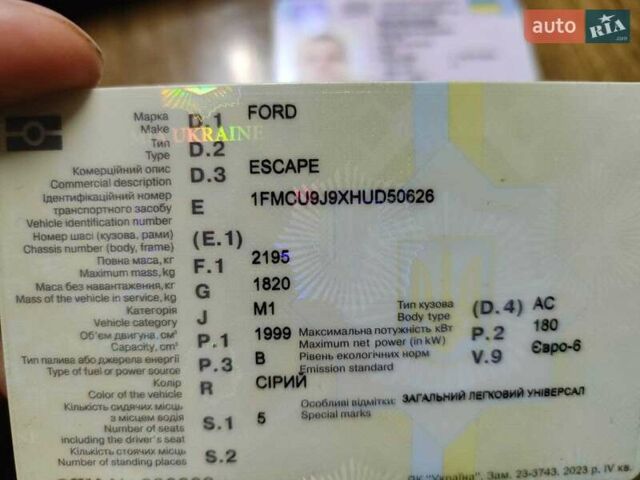 auto RIA .com
Марка
Make D.1 FORD
UKRAINE
Тип
Type D.2
Комерційний опис
Commercial description D.3 ESCAPE
Ідентифікаційний номер
транспортного засобу E 1FMCU9J9XHUD50626
Vehicle identification number
Номер шасі (кузова, рами)
Chassis number (body, frame) (E.1)
Повна маса, кг
Maximum mass, kg F.1 2195
Маса без навантаження, кг
Mass of the vehicle in service, kg G 1820
Категорія
Vehicle category J M1
Тип кузова
Body type (D.4) AC
Об'єм двигуна, см³
Capacity, cm³ P.1 1999
Максимальна потужність кВт
Maximum net power (in kW) P.2 180
Тип палива або джерела енергії
Type of fuel or power source P.3 B
Рівень екологічних норм
Emission standard V.9 Євро-6
Колір
Color of the vehicle R СІРИЙ
Кількість сидячих місць
з місцем водія
Number of seats S.1 5
including the driver's seat
Особливі відмітки: ЗАГАЛЬНИЙ ЛЕГКОВИЙ УНІВЕРСАЛ
Special marks
Кількість стоячих місць
Number of standing places S.2
ПК "Україна". Зам. 23-3743. 2023 р. IV кв.